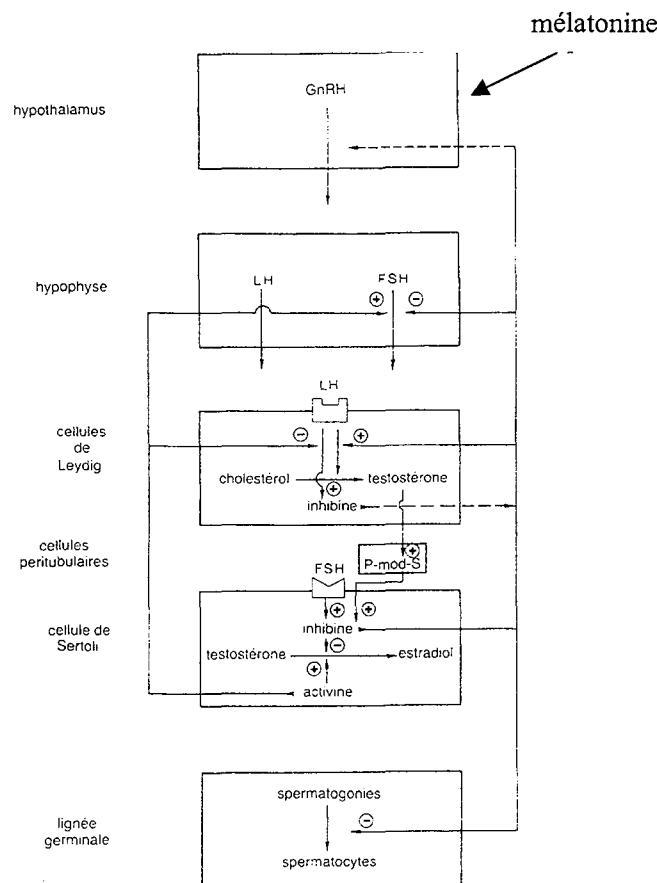 mélatonine
GnRH
hypothalamus
hypophyse
LH FSH
+ -
LH
cellules
de
Leydig
- +
cholestérol testostérone
+
inhibine
cellules
peritubulaires
+
P-mod-S
FSH
cellule de
Sertoli
+ +
inhibine
-
testostérone estradiol
+
activine
spermatogonies
lignée
germinale
-
spermatocytes